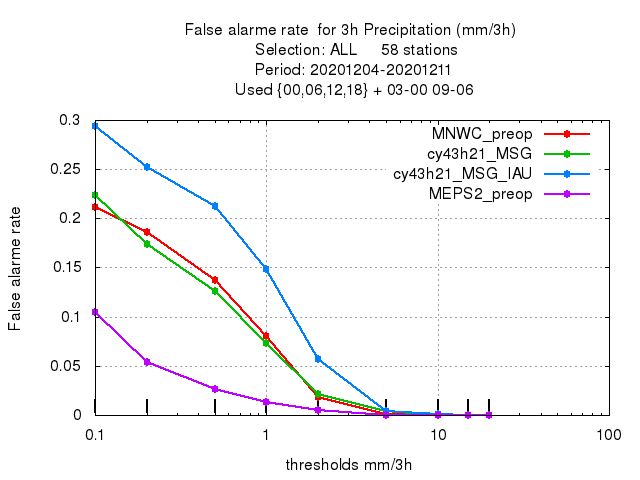 False alarme rate  for 3h Precipitation (mm/3h)
Selection: ALL      58 stations
Period: 20201204-20201211
Used {00,06,12,18} + 03-00 09-06
MNWC_preop
cy43h21_MSG
cy43h21_MSG_IAU
MEPS2_preop
False alarme rate
0.3
0.25
0.2
0.15
0.1
0.05
0
0.1
1
10
100
thresholds mm/3h